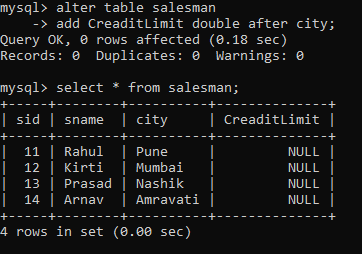 mysql> alter table salesman
    -> add CreaditLimit double after city;
Query OK, 0 rows affected (0.18 sec)
Records: 0  Duplicates: 0  Warnings: 0

mysql> select * from salesman;
+-----+--------+----------+--------------+
| sid | sname  | city     | CreaditLimit |
+-----+--------+----------+--------------+
|  11 | Rahul  | Pune     |         NULL |
|  12 | Kirti  | Mumbai   |         NULL |
|  13 | Prasad | Nashik   |         NULL |
|  14 | Arnav  | Amravati |         NULL |
+-----+--------+----------+--------------+
4 rows in set (0.00 sec)